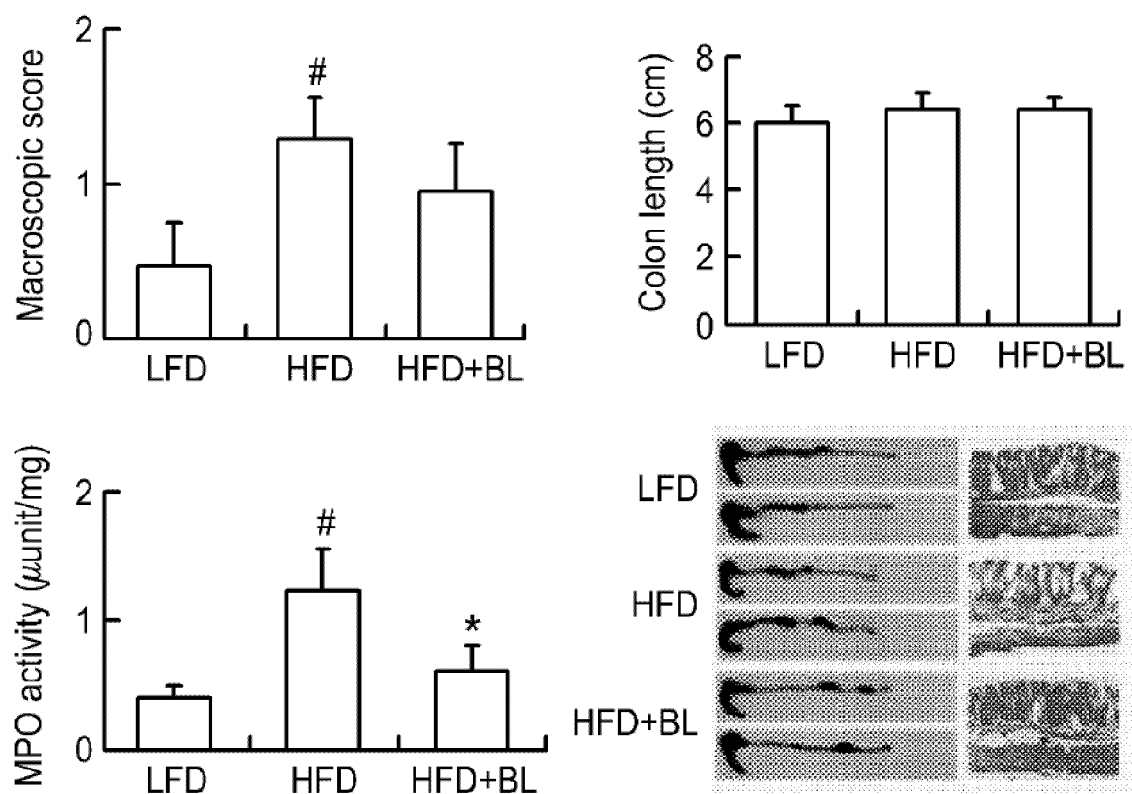 Macroscopic score
2
1
0
#
LFD
HFD
HFD+BL
Colon length (cm)
8
6
4
2
0
LFD
HFD
HFD+BL
MPO activity (μunit/mg)
2
1
0
#
*
LFD
HFD
HFD+BL
LFD
HFD
HFD+BL